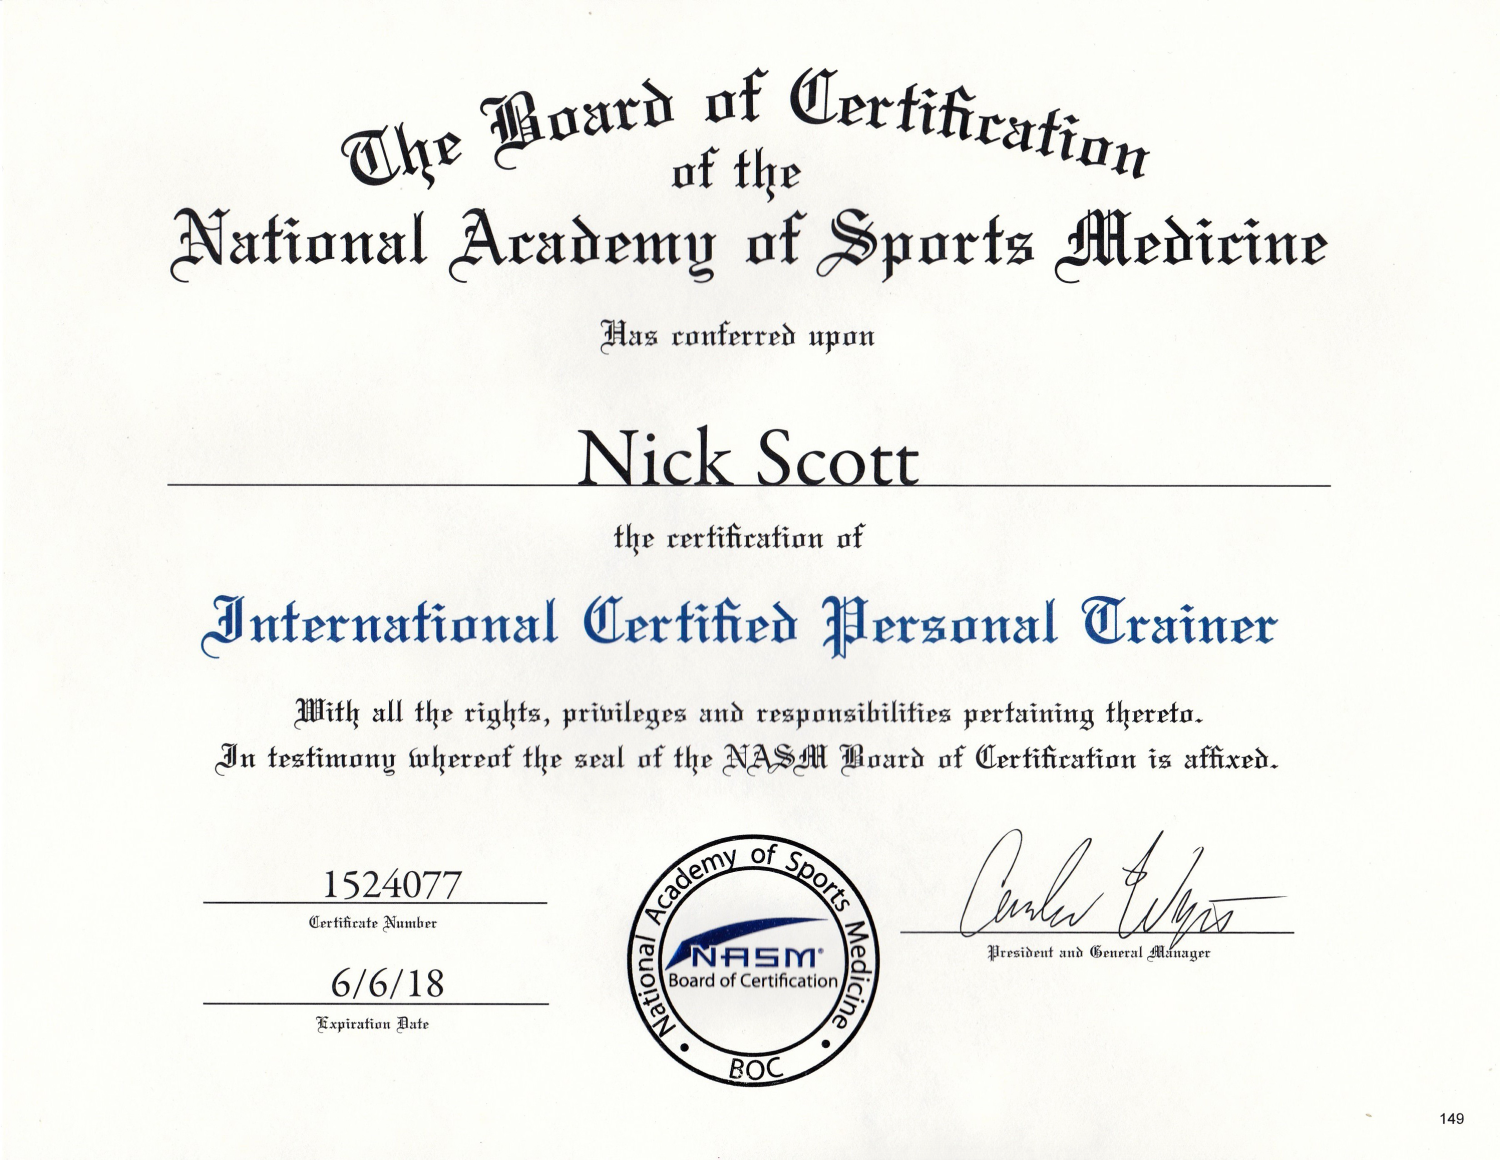 The Board of Certification
of the
National Academy of Sports Medicine
Has conferred upon
Nick Scott
the certification of
International Certified Personal Trainer
With all the rights, privileges and responsibilities pertaining thereto.
In testimony whereof the seal of the NASM Board of Certification is affixed.
1524077
Certificate Number
6/6/18
Expiration Date
National Academy of Sports Medicine
NASM®
Board of Certification
BOC
President and General Manager
149